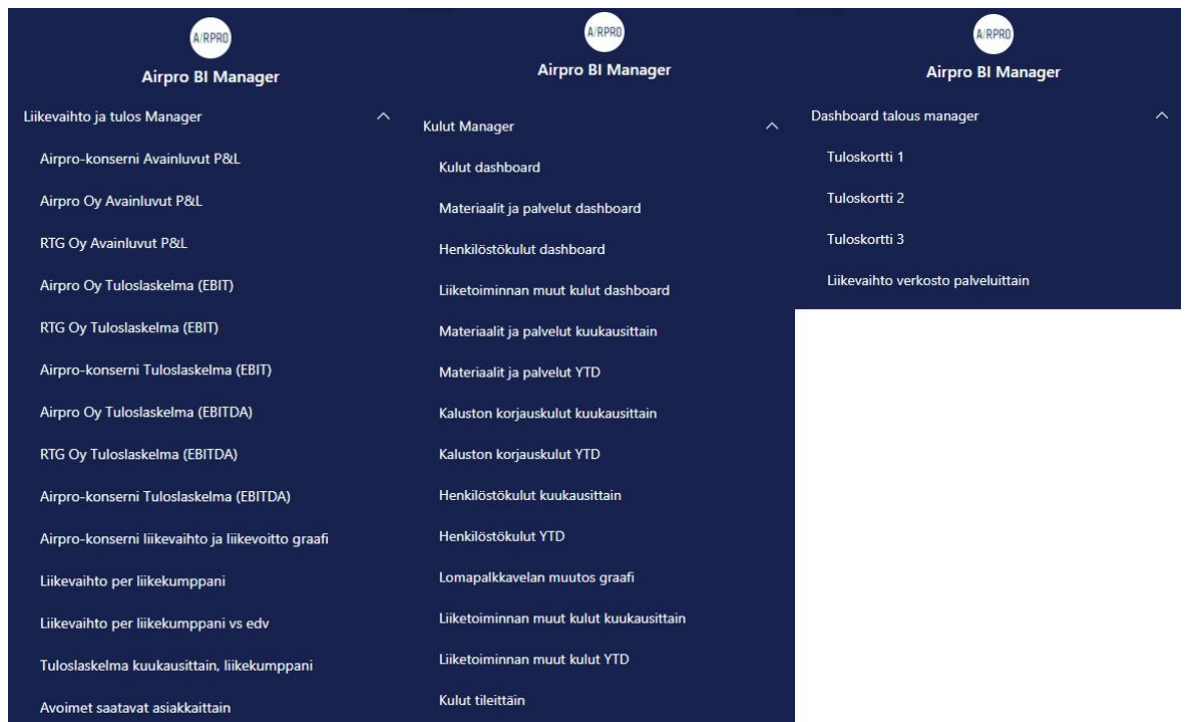 A/RPRO
Airpro BI Manager
Liikevaihto ja tulos Manager
Airpro-konserni Avainluvut P&L
Airpro Oy Avainluvut P&L
RTG Oy Avainluvut P&L
Airpro Oy Tuloslaskelma (EBIT)
RTG Oy Tuloslaskelma (EBIT)
Airpro-konserni Tuloslaskelma (EBIT)
Airpro Oy Tuloslaskelma (EBITDA)
RTG Oy Tuloslaskelma (EBITDA)
Airpro-konserni Tuloslaskelma (EBITDA)
Airpro-konserni liikevaihto ja liikevoitto graafi
Liikevaihto per liikekumppani
Liikevaihto per liikekumppani vs edv
Tuloslaskelma kuukausittain, liikekumppani
Avoimet saatavat asiakkaittain
A/RPRO
Airpro BI Manager
Kulut Manager
Kulut dashboard
Materiaalit ja palvelut dashboard
Henkilöstökulut dashboard
Liiketoiminnan muut kulut dashboard
Materiaalit ja palvelut kuukausittain
Materiaalit ja palvelut YTD
Kaluston korjauskulut kuukausittain
Kaluston korjauskulut YTD
Henkilöstökulut kuukausittain
Henkilöstökulut YTD
Lomapalkkavelan muutos graafi
Liiketoiminnan muut kulut kuukausittain
Liiketoiminnan muut kulut YTD
Kulut tileittäin
A/RPRO
Airpro BI Manager
Dashboard talous manager
Tuloskortti 1
Tuloskortti 2
Tuloskortti 3
Liikevaihto verkosto palveluittain